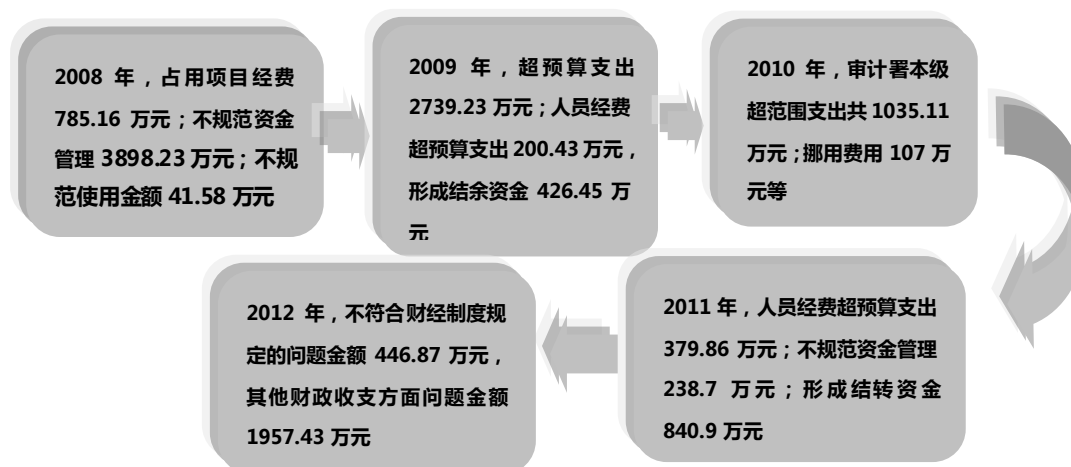 2008 年，占用项目经费
785.16 万元；不规范资金
管理 3898.23 万元；不规
范使用金额 41.58 万元
2009 年，超预算支出
2739.23 万元；人员经费
超预算支出 200.43 万元，
形成结余资金 426.45 万
元
2010 年，审计署本级
超范围支出共 1035.11
万元；挪用费用 107 万
元等
2011 年，人员经费超预算支出
379.86 万元；不规范资金管理
238.7 万元；形成结转资金
840.9 万元
2012 年，不符合财经制度规
定的问题金额 446.87 万元，
其他财政收支方面问题金额
1957.43 万元